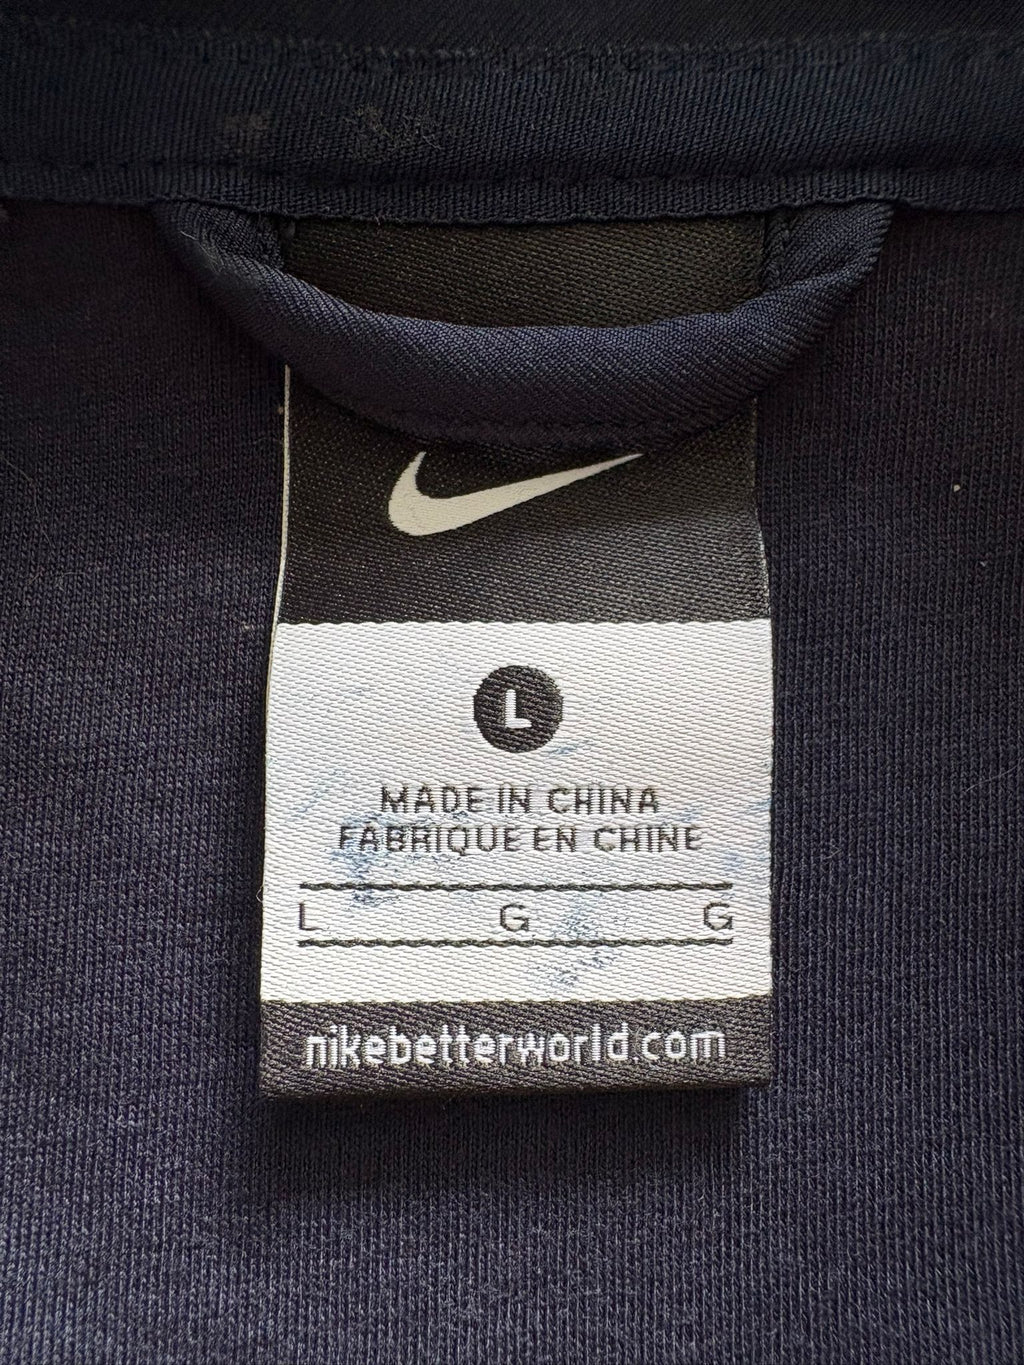 L
MADE IN CHINA
FABRIQUE EN CHINE
L G G
nikebetterworld.com